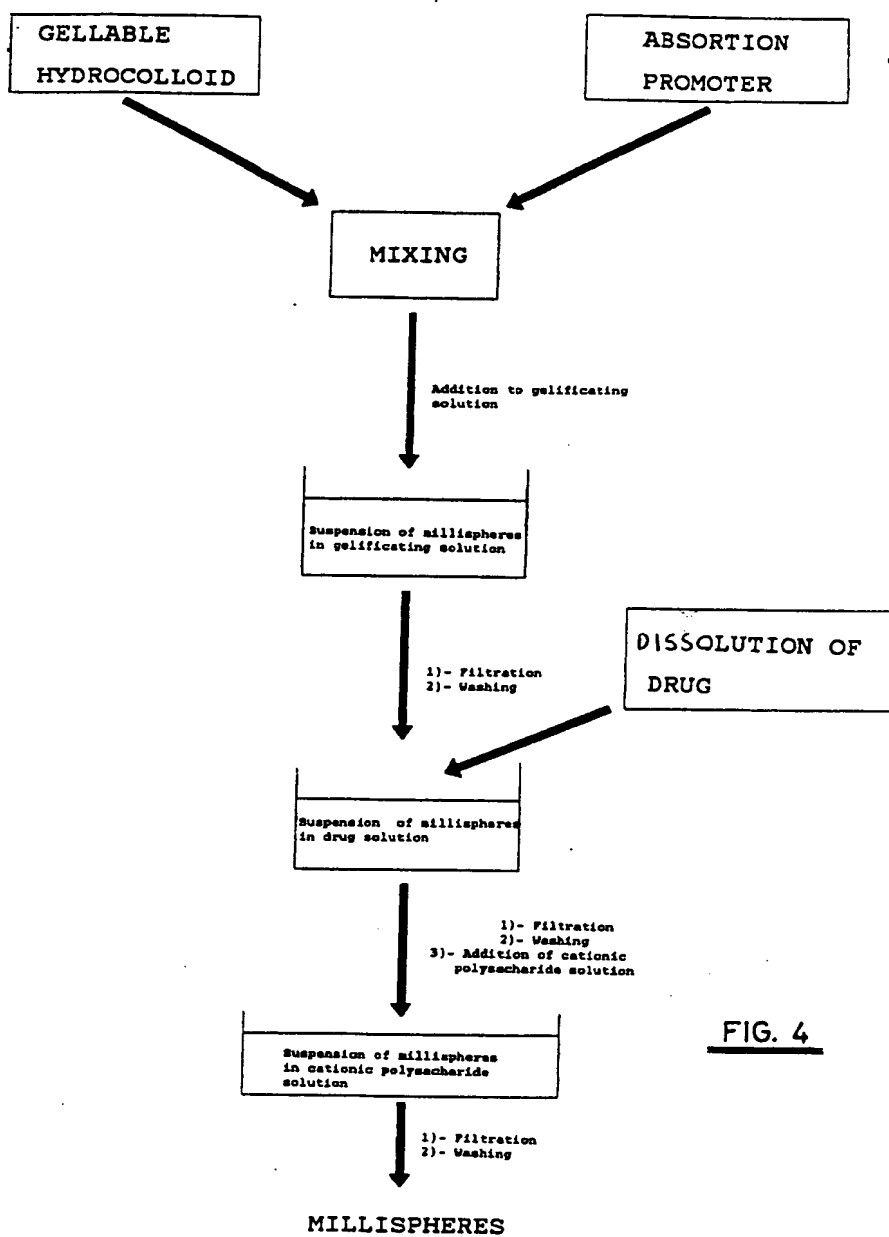 GELLABLE
HYDROCOLLOID
ABSORTION
PROMOTER
MIXING
Addition to gelificating
solution
Suspension of millispheres
in gelificating solution
1)- Filtration
2)- Washing
DISSOLUTION OF
DRUG
Suspension of millispheres
in drug solution
1)- Filtration
2)- Washing
3)- Addition of cationic
polysacharide solution
Suspension of millispheres
in cationic polysacharide
solution
FIG. 4
1)- Filtration
2)- Washing
MILLISPHERES